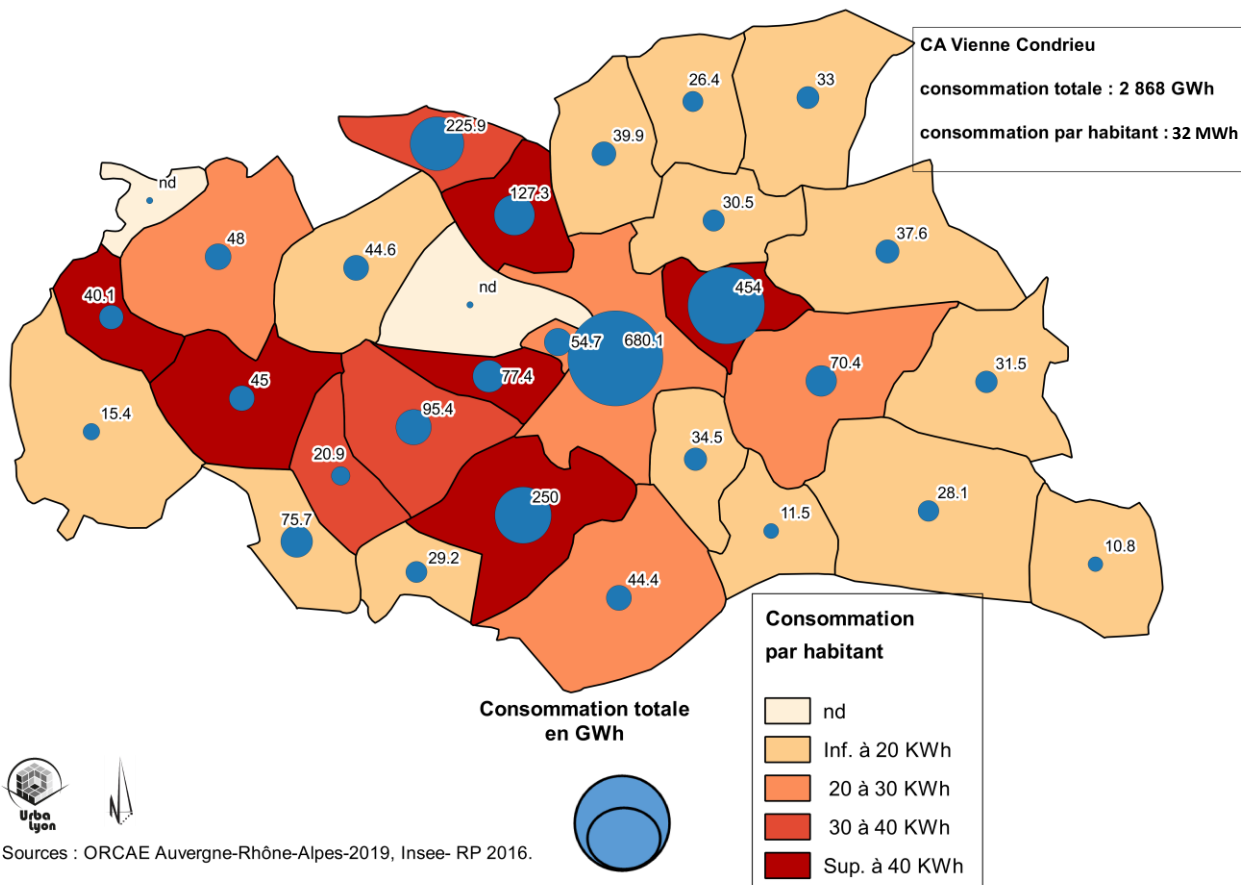 CA Vienne Condrieu
consommation totale : 2 868 GWh
consommation par habitant : 32 MWh
26.4
33
225.9
39.9
127.3
nd
30.5
48
44.6
37.6
40.1
nd
454
54.7
680.1
77.4
70.4
31.5
45
15.4
95.4
34.5
20.9
250
28.1
75.7
11.5
29.2
44.4
10.8
Consommation
par habitant
nd
Inf. à 20 KWh
20 à 30 KWh
30 à 40 KWh
Sup. à 40 KWh
Consommation totale
en GWh
Urba
Lyon
N
Sources : ORCAE Auvergne-Rhône-Alpes-2019, Insee- RP 2016.